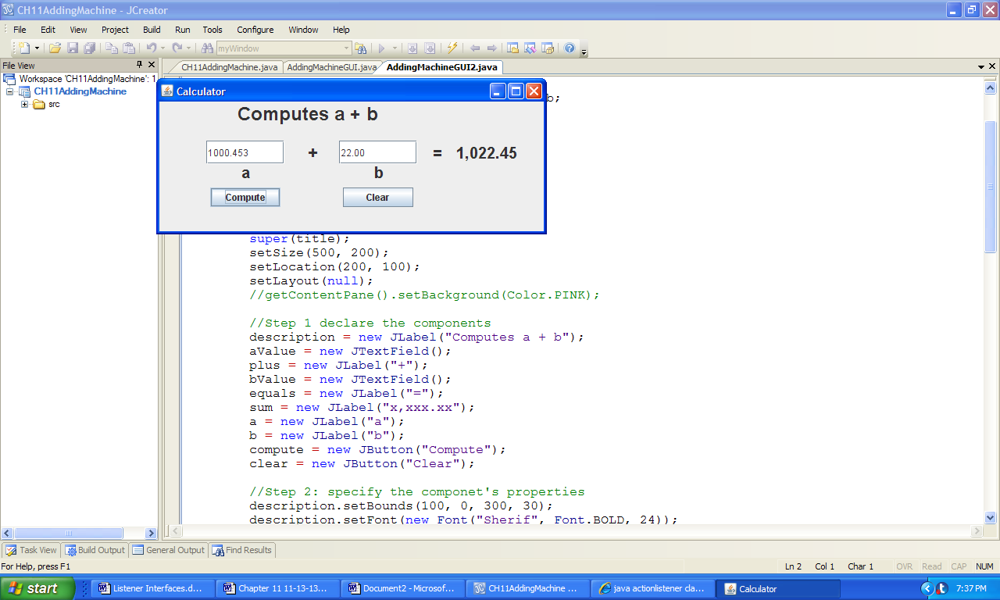 CH11AddingMachine - JCreator
File Edit View Project Build Run Tools Configure Window Help
myWindow
File View
CH11AddingMachine.java AddingMachineGUI.java AddingMachineGUI2.java
Workspace 'CH11AddingMachine': 1
CH11AddingMachine
src
b;
Calculator
Computes a + b
1000.453 + 22.00 = 1,022.45
a b
Compute Clear
super(title);
setSize(500, 200);
setLocation(200, 100);
setLayout(null);
//getContentPane().setBackground(Color.PINK);
//Step 1 declare the components
description = new JLabel("Computes a + b");
aValue = new JTextField();
plus = new JLabel("+");
bValue = new JTextField();
equals = new JLabel("=");
sum = new JLabel("x,xxx.xx");
a = new JLabel("a");
b = new JLabel("b");
compute = new JButton("Compute");
clear = new JButton("Clear");
//Step 2: specify the componet's properties
description.setBounds(100, 0, 300, 30);
description.setFont(new Font("Sherif", Font.BOLD, 24));
Task View Build Output General Output Find Results
For Help, press F1 Ln 2 Col 1 Char 1 OVR Read CAP NUM
start Listener Interfaces.d... Chapter 11 11-13-13... Document2 - Microsof... CH11AddingMachine ... java actionlistener cla... Calculator 7:37 PM